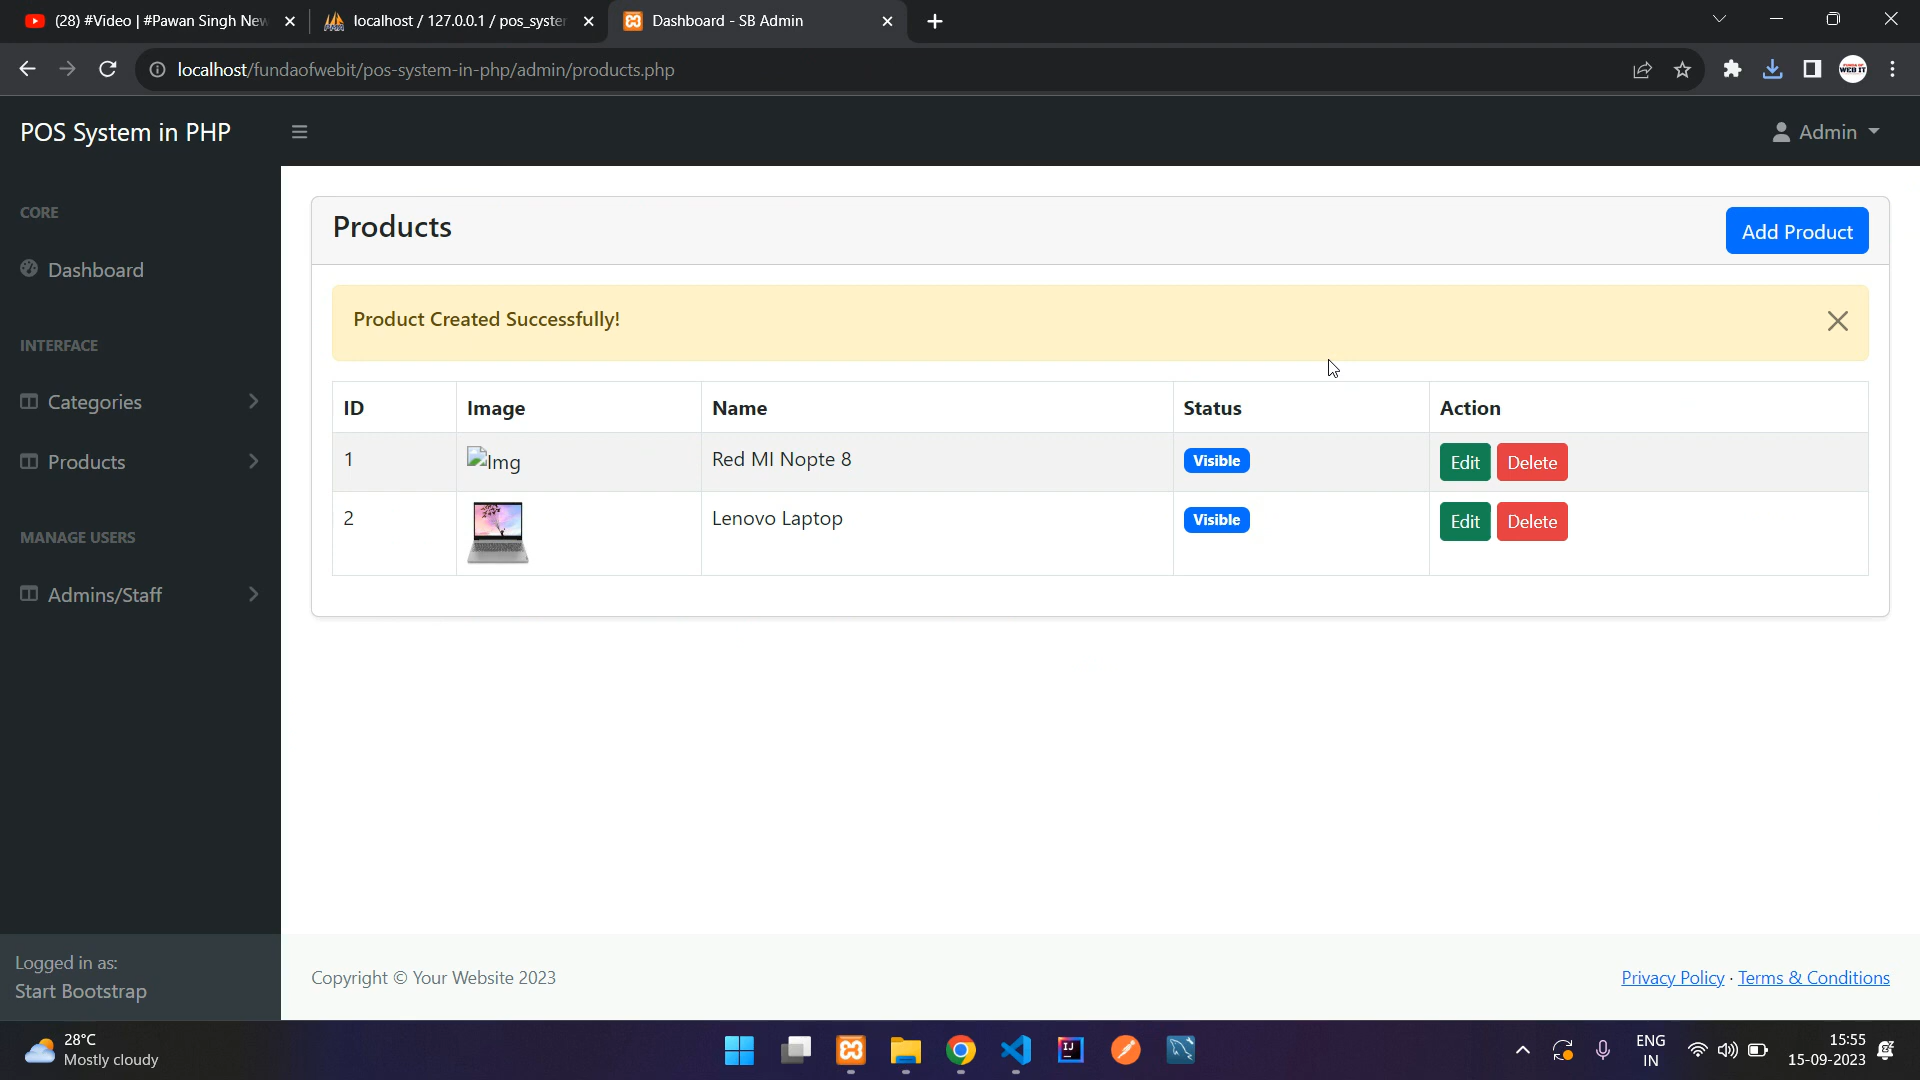 (28) #Video | #Pawan Singh New
localhost / 127.0.0.1 / pos_syster
Dashboard - SB Admin
localhost/fundaofwebit/pos-system-in-php/admin/products.php
POS System in PHP
Admin
CORE
Dashboard
INTERFACE
Categories
Products
MANAGE USERS
Admins/Staff
Logged in as:
Start Bootstrap
Products
Add Product
Product Created Successfully!
ID Image Name Status Action
1 Img Red MI Nopte 8 Visible Edit Delete
2 Lenovo Laptop Visible Edit Delete
Copyright © Your Website 2023
Privacy Policy · Terms & Conditions
28°C
Mostly cloudy
ENG
IN
15:55
15-09-2023